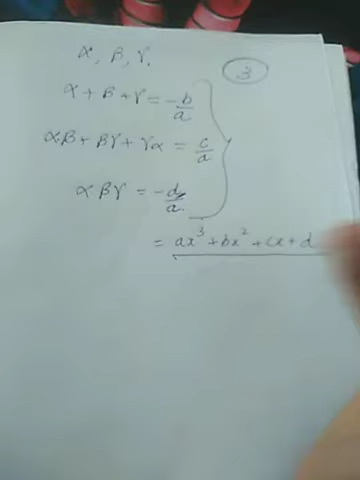 α, β, γ.
③
α + β + γ = -b/a
αβ + βγ + γα = c/a
αβγ = -d/a
= ax³ + bx² + cx + d